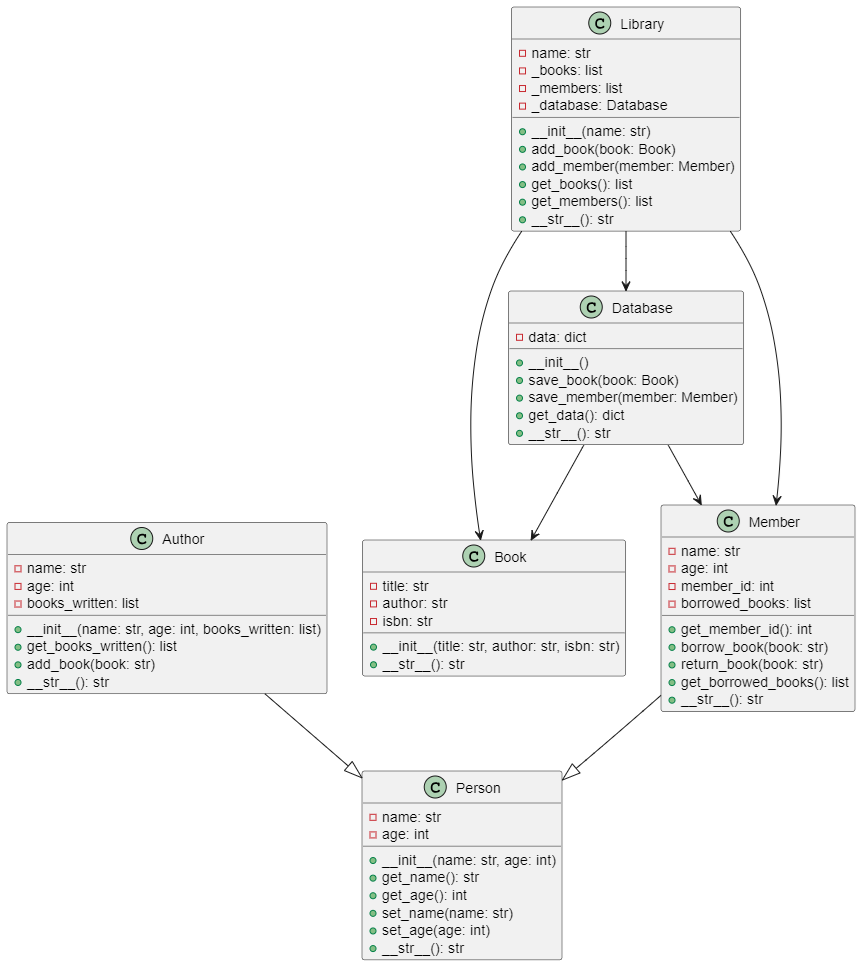 C Library
name: str
_books: list
_members: list
_database: Database
__init__(name: str)
add_book(book: Book)
add_member(member: Member)
get_books(): list
get_members(): list
__str__(): str
C Database
data: dict
__init__()
save_book(book: Book)
save_member(member: Member)
get_data(): dict
__str__(): str
C Author
name: str
age: int
books_written: list
__init__(name: str, age: int, books_written: list)
get_books_written(): list
add_book(book: str)
__str__(): str
C Book
title: str
author: str
isbn: str
__init__(title: str, author: str, isbn: str)
__str__(): str
C Member
name: str
age: int
member_id: int
borrowed_books: list
get_member_id(): int
borrow_book(book: str)
return_book(book: str)
get_borrowed_books(): list
__str__(): str
C Person
name: str
age: int
__init__(name: str, age: int)
get_name(): str
get_age(): int
set_name(name: str)
set_age(age: int)
__str__(): str